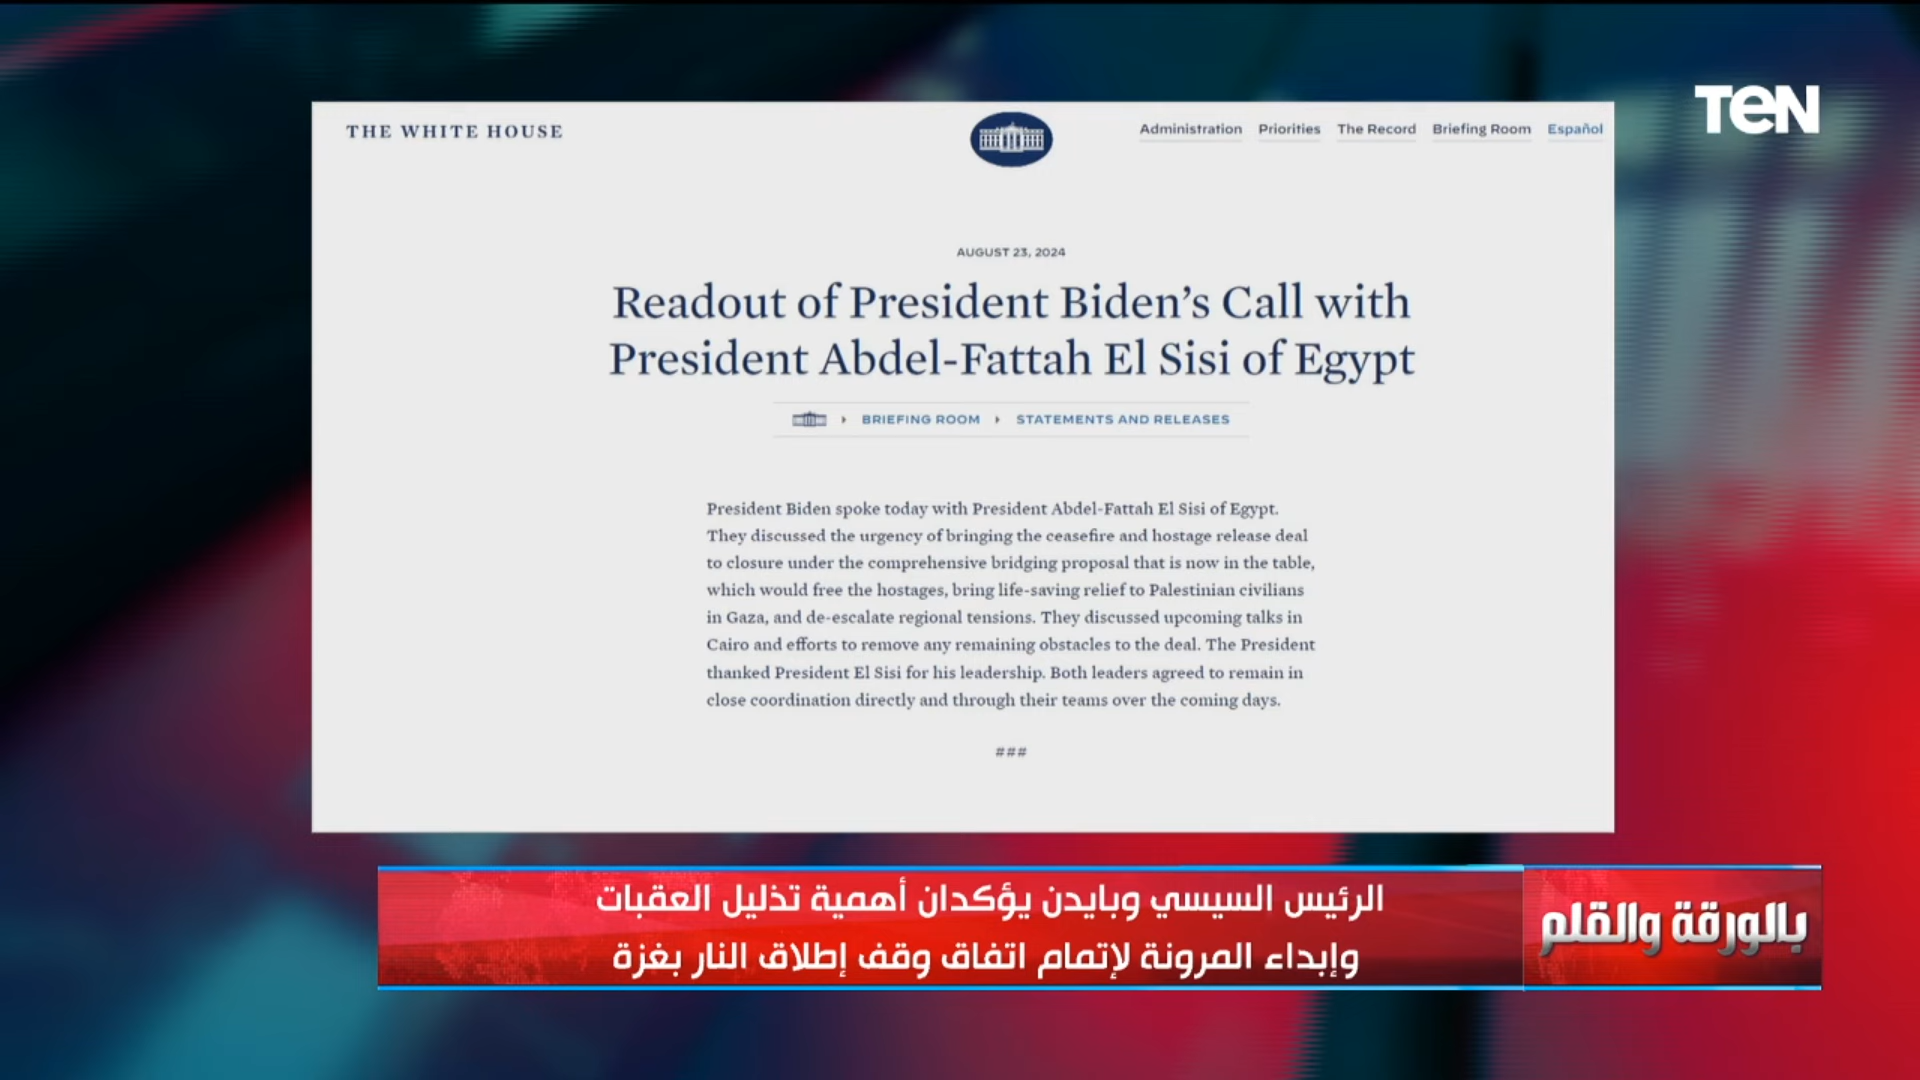 TEN
THE WHITE HOUSE
Administration Priorities The Record Briefing Room Español
AUGUST 23, 2024
Readout of President Biden’s Call with
President Abdel-Fattah El Sisi of Egypt
BRIEFING ROOM
STATEMENTS AND RELEASES
President Biden spoke today with President Abdel-Fattah El Sisi of Egypt.
They discussed the urgency of bringing the ceasefire and hostage release deal
to closure under the comprehensive bridging proposal that is now in the table,
which would free the hostages, bring life-saving relief to Palestinian civilians
in Gaza, and de-escalate regional tensions. They discussed upcoming talks in
Cairo and efforts to remove any remaining obstacles to the deal. The President
thanked President El Sisi for his leadership. Both leaders agreed to remain in
close coordination directly and through their teams over the coming days.
###
بالورقة والقلم
الرئيس السيسي وبايدن يؤكدان أهمية تذليل العقبات
وإبداء المرونة لإتمام اتفاق وقف إطلاق النار بغزة